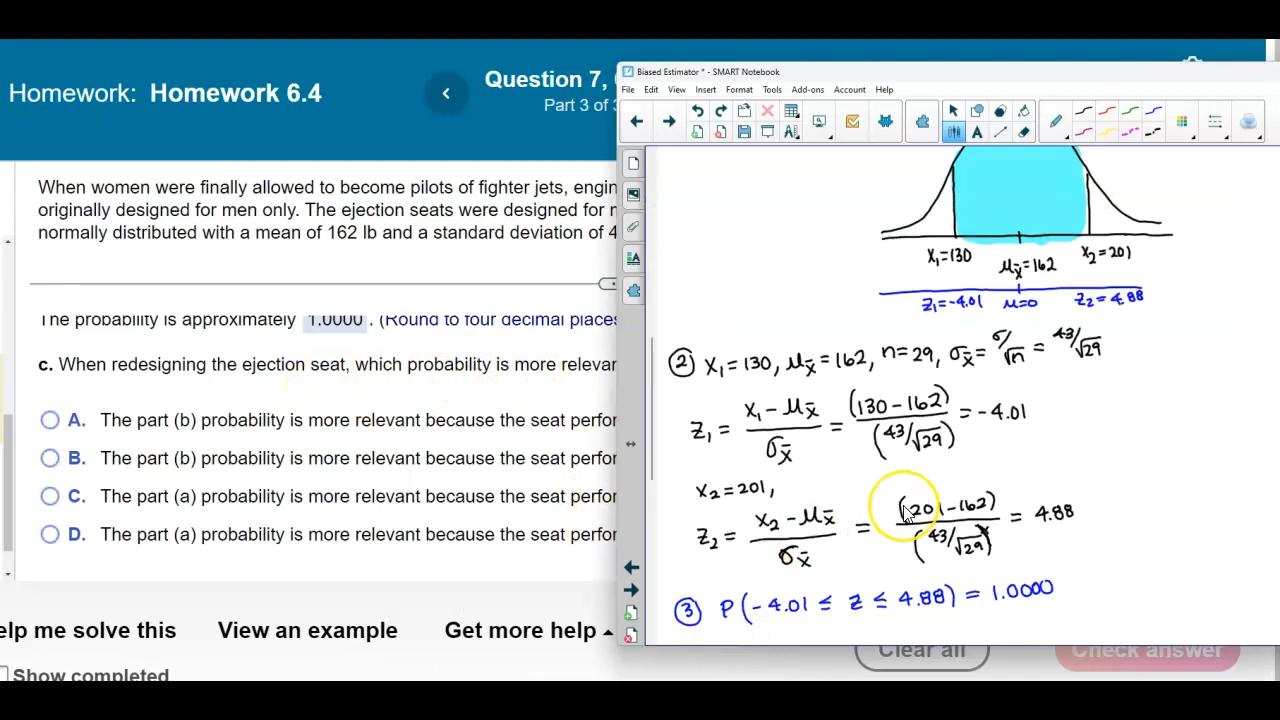 Homework: Homework 6.4
Question 7,
Part 3 of 3
When women were finally allowed to become pilots of fighter jets, engin
originally designed for men only. The ejection seats were designed for
normally distributed with a mean of 162 lb and a standard deviation of 4
The probability is approximately 1.0000 . (Round to four decimal places
c. When redesigning the ejection seat, which probability is more relevan
A. The part (b) probability is more relevant because the seat perfor
B. The part (b) probability is more relevant because the seat perfor
C. The part (a) probability is more relevant because the seat perfor
D. The part (a) probability is more relevant because the seat perfor
elp me solve this
View an example
Get more help
Clear all
Check answer
Show completed
Biased Estimator * - SMART Notebook
File Edit View Insert Format Tools Add-ons Account Help
x₁=130 μx̄=162 x₂=201
z₁=-4.01 μ=0 z₂=4.88
② x₁=130, μx̄=162, n=29, σx̄=σ/√n = 43/√29
z₁ = (x₁-μx̄)/σx̄ = (130-162)/(43/√29) = -4.01
x₂=201,
z₂ = (x₂-μx̄)/σx̄ = (201-162)/(43/√29) = 4.88
③ P(-4.01 ≤ z ≤ 4.88) = 1.0000